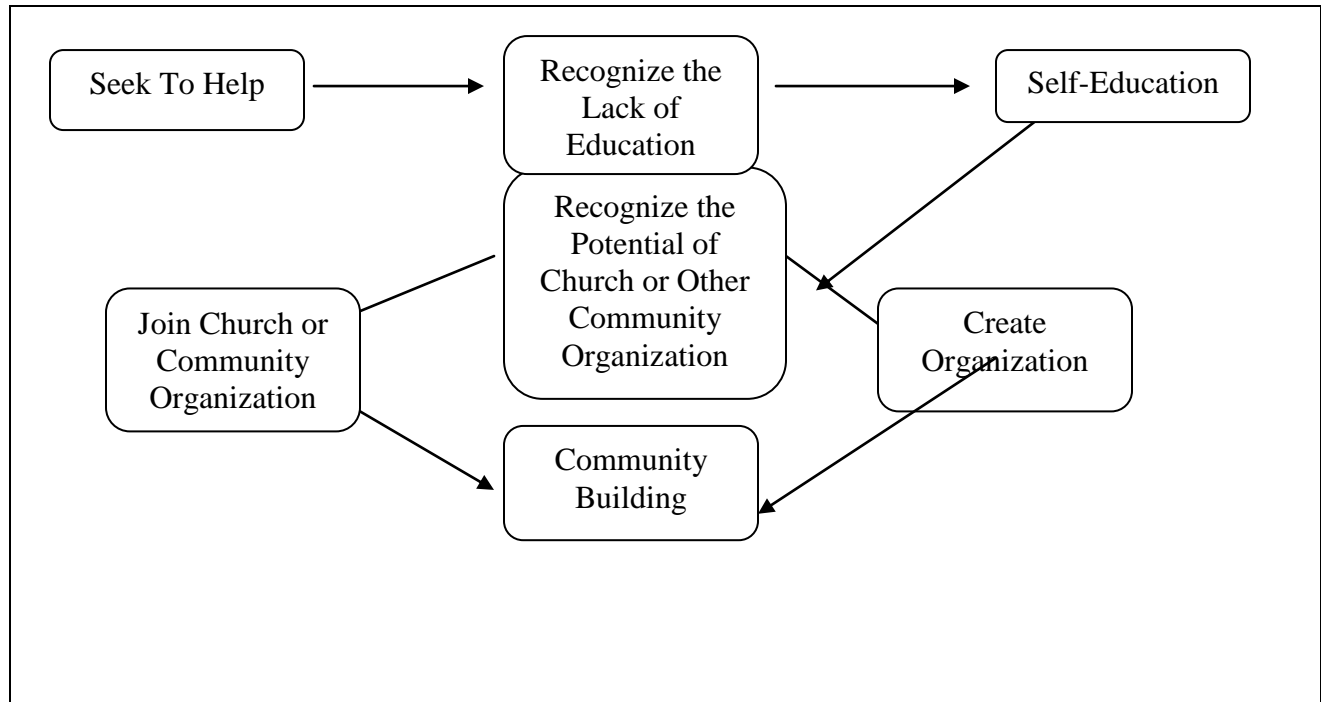 Seek To Help
Recognize the
Lack of
Education
Self-Education
Recognize the
Potential of
Church or Other
Community
Organization
Join Church or
Community
Organization
Create
Organization
Community
Building